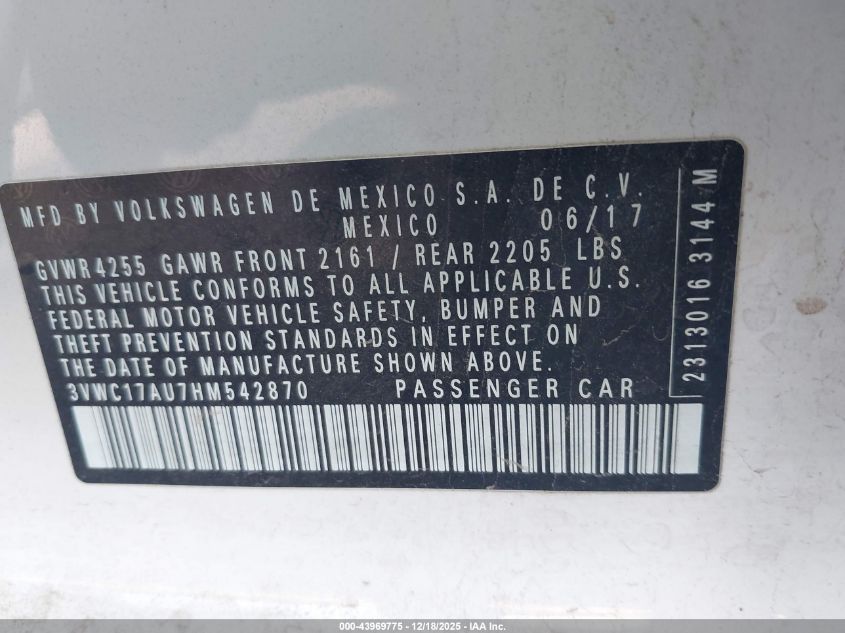 MFD BY VOLKSWAGEN DE MEXICO S.A. DE C.V.
MEXICO 06/17
GVWR 4255 GAWR FRONT 2161 / REAR 2205 LBS
THIS VEHICLE CONFORMS TO ALL APPLICABLE U.S.
FEDERAL MOTOR VEHICLE SAFETY, BUMPER AND
THEFT PREVENTION STANDARDS IN EFFECT ON
THE DATE OF MANUFACTURE SHOWN ABOVE.
3VWC17AU7HM542870 PASSENGER CAR
2313016 3144 M
000-43969775 - 12/18/2025 - IAA Inc.